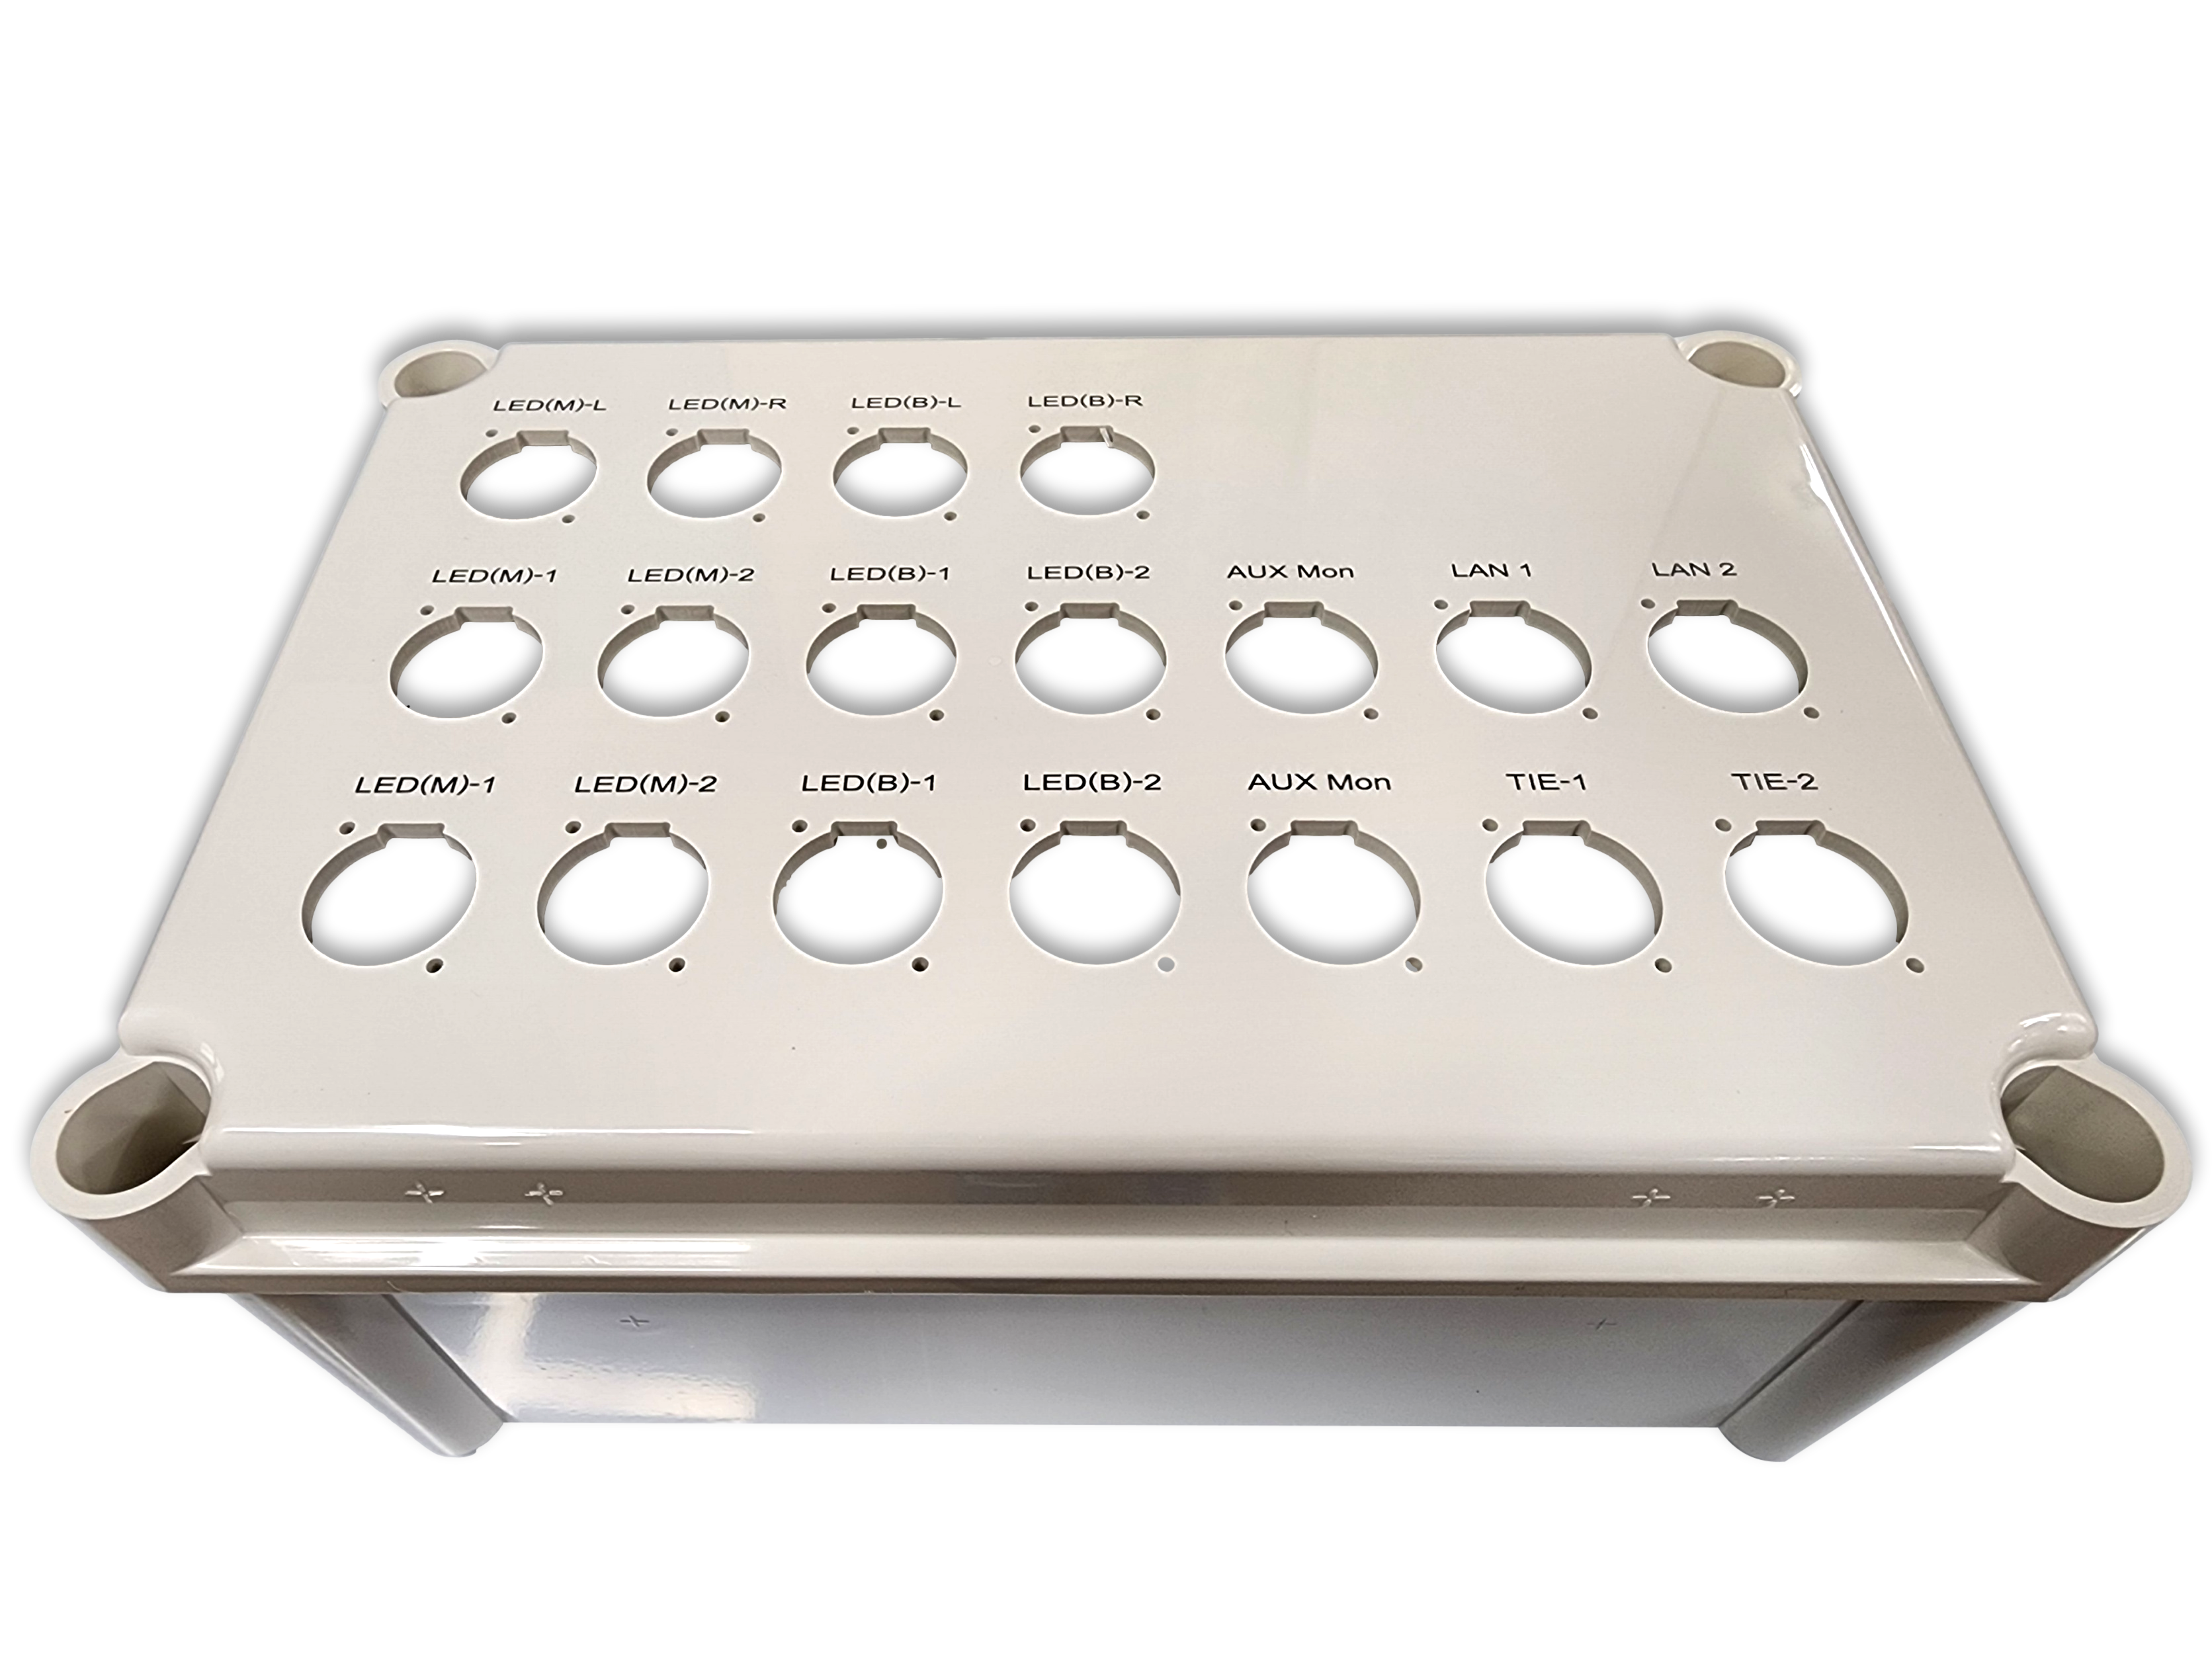 LED(M)-L LED(M)-R LED(B)-L LED(B)-R
LED(M)-1 LED(M)-2 LED(B)-1 LED(B)-2 AUX Mon LAN 1 LAN 2
LED(M)-1 LED(M)-2 LED(B)-1 LED(B)-2 AUX Mon TIE-1 TIE-2